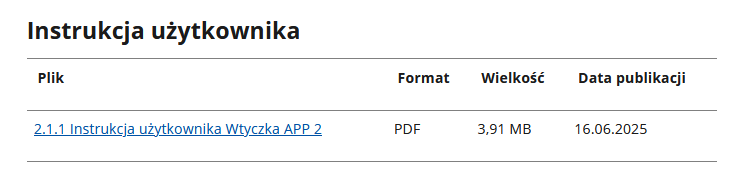 Instrukcja użytkownika
Plik Format Wielkość Data publikacji
2.1.1 Instrukcja użytkownika Wtyczka APP 2 PDF 3,91 MB 16.06.2025